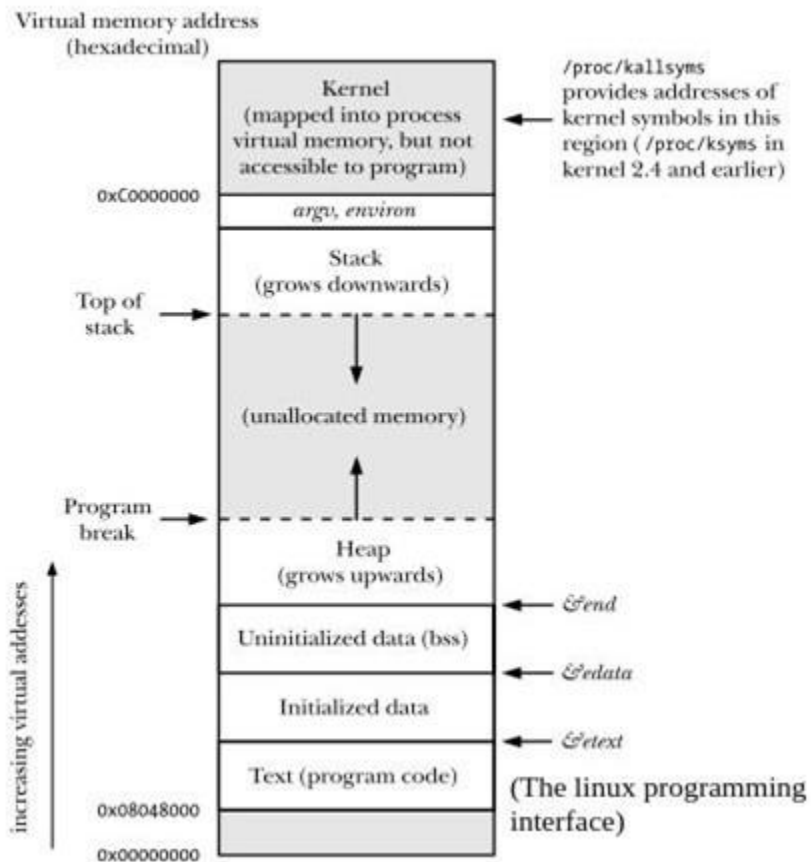 Virtual memory address
(hexadecimal)
Kernel
(mapped into process
virtual memory, but not
accessible to program)
/proc/kallsyms
provides addresses of
kernel symbols in this
region (/proc/ksyms in
kernel 2.4 and earlier)
0xC0000000
argv, environ
Stack
(grows downwards)
Top of
stack
(unallocated memory)
Program
break
Heap
(grows upwards)
&end
Uninitialized data (bss)
&edata
Initialized data
&etext
Text (program code)
(The linux programming
interface)
0x08048000
0x00000000
increasing virtual addesses